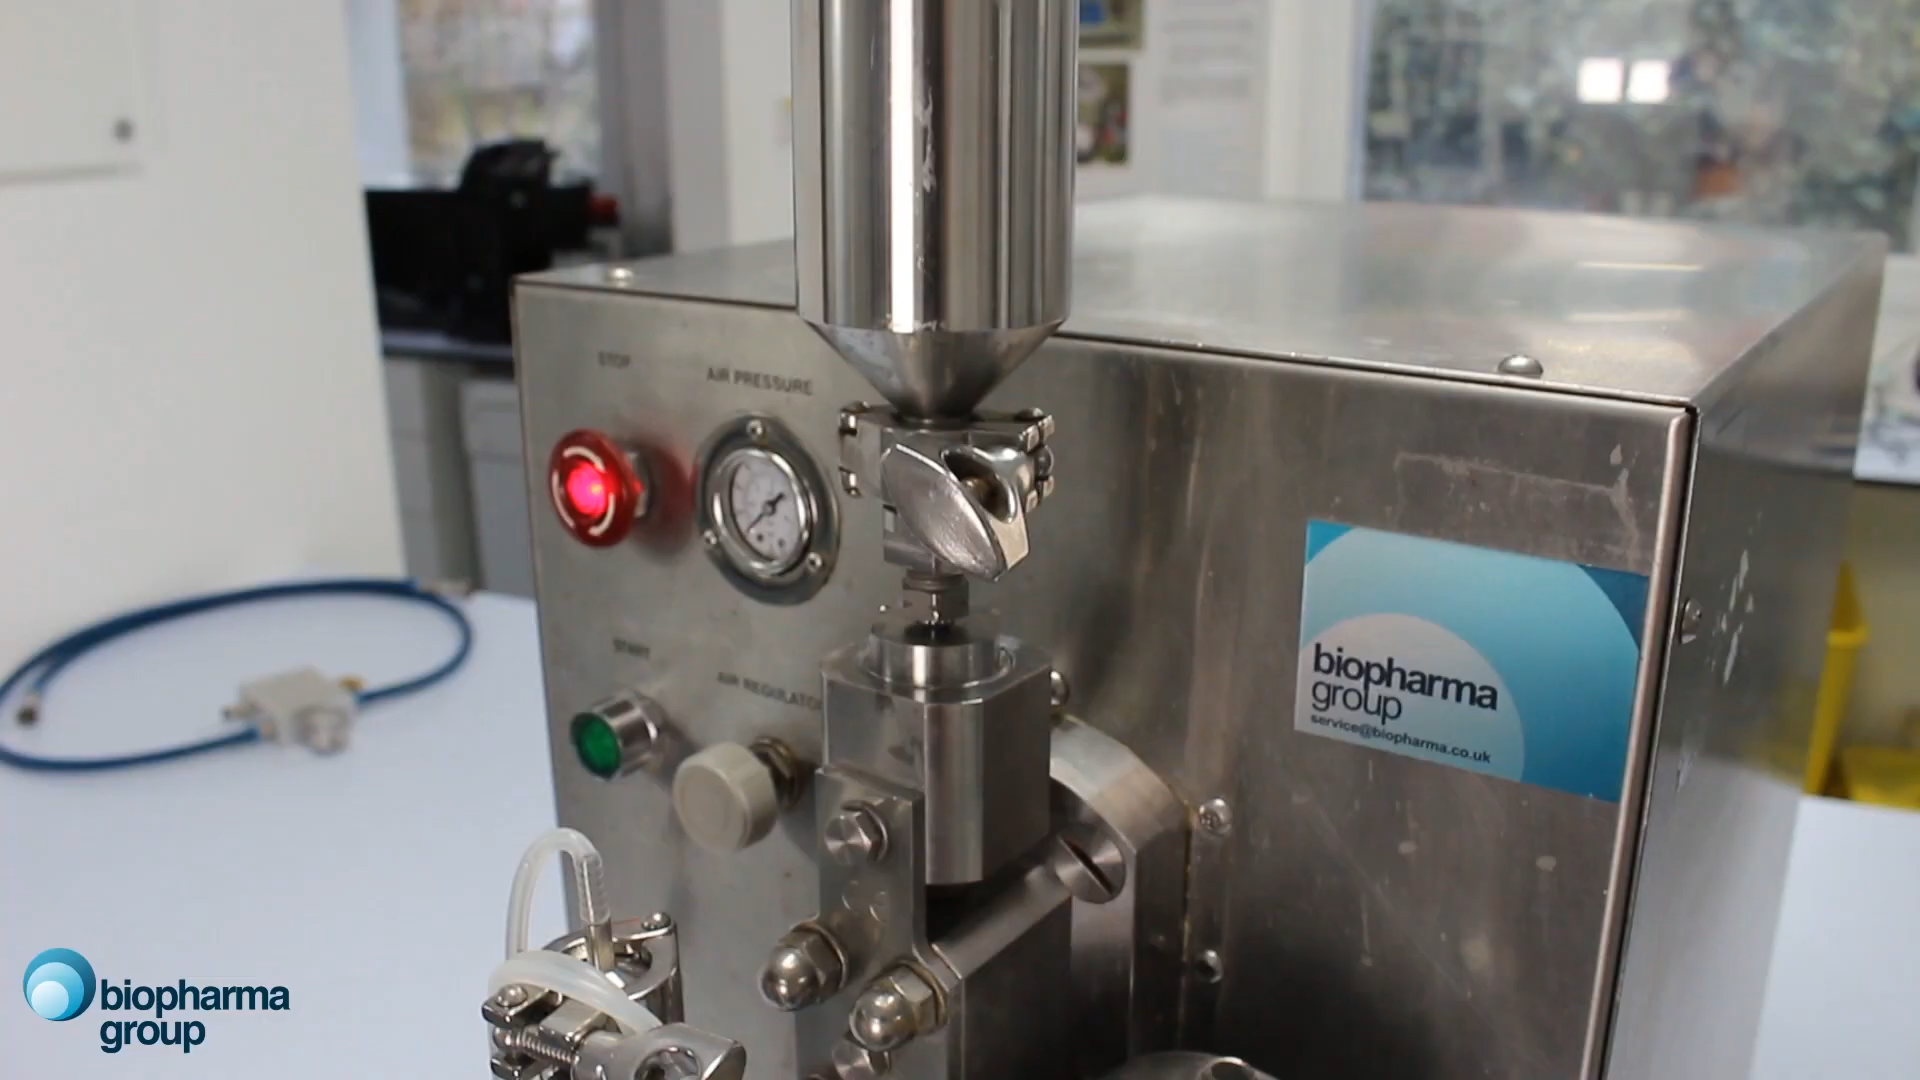 STOP
AIR PRESSURE
START
AIR REGULATOR
biopharma
group
service@biopharma.co.uk
biopharma
group